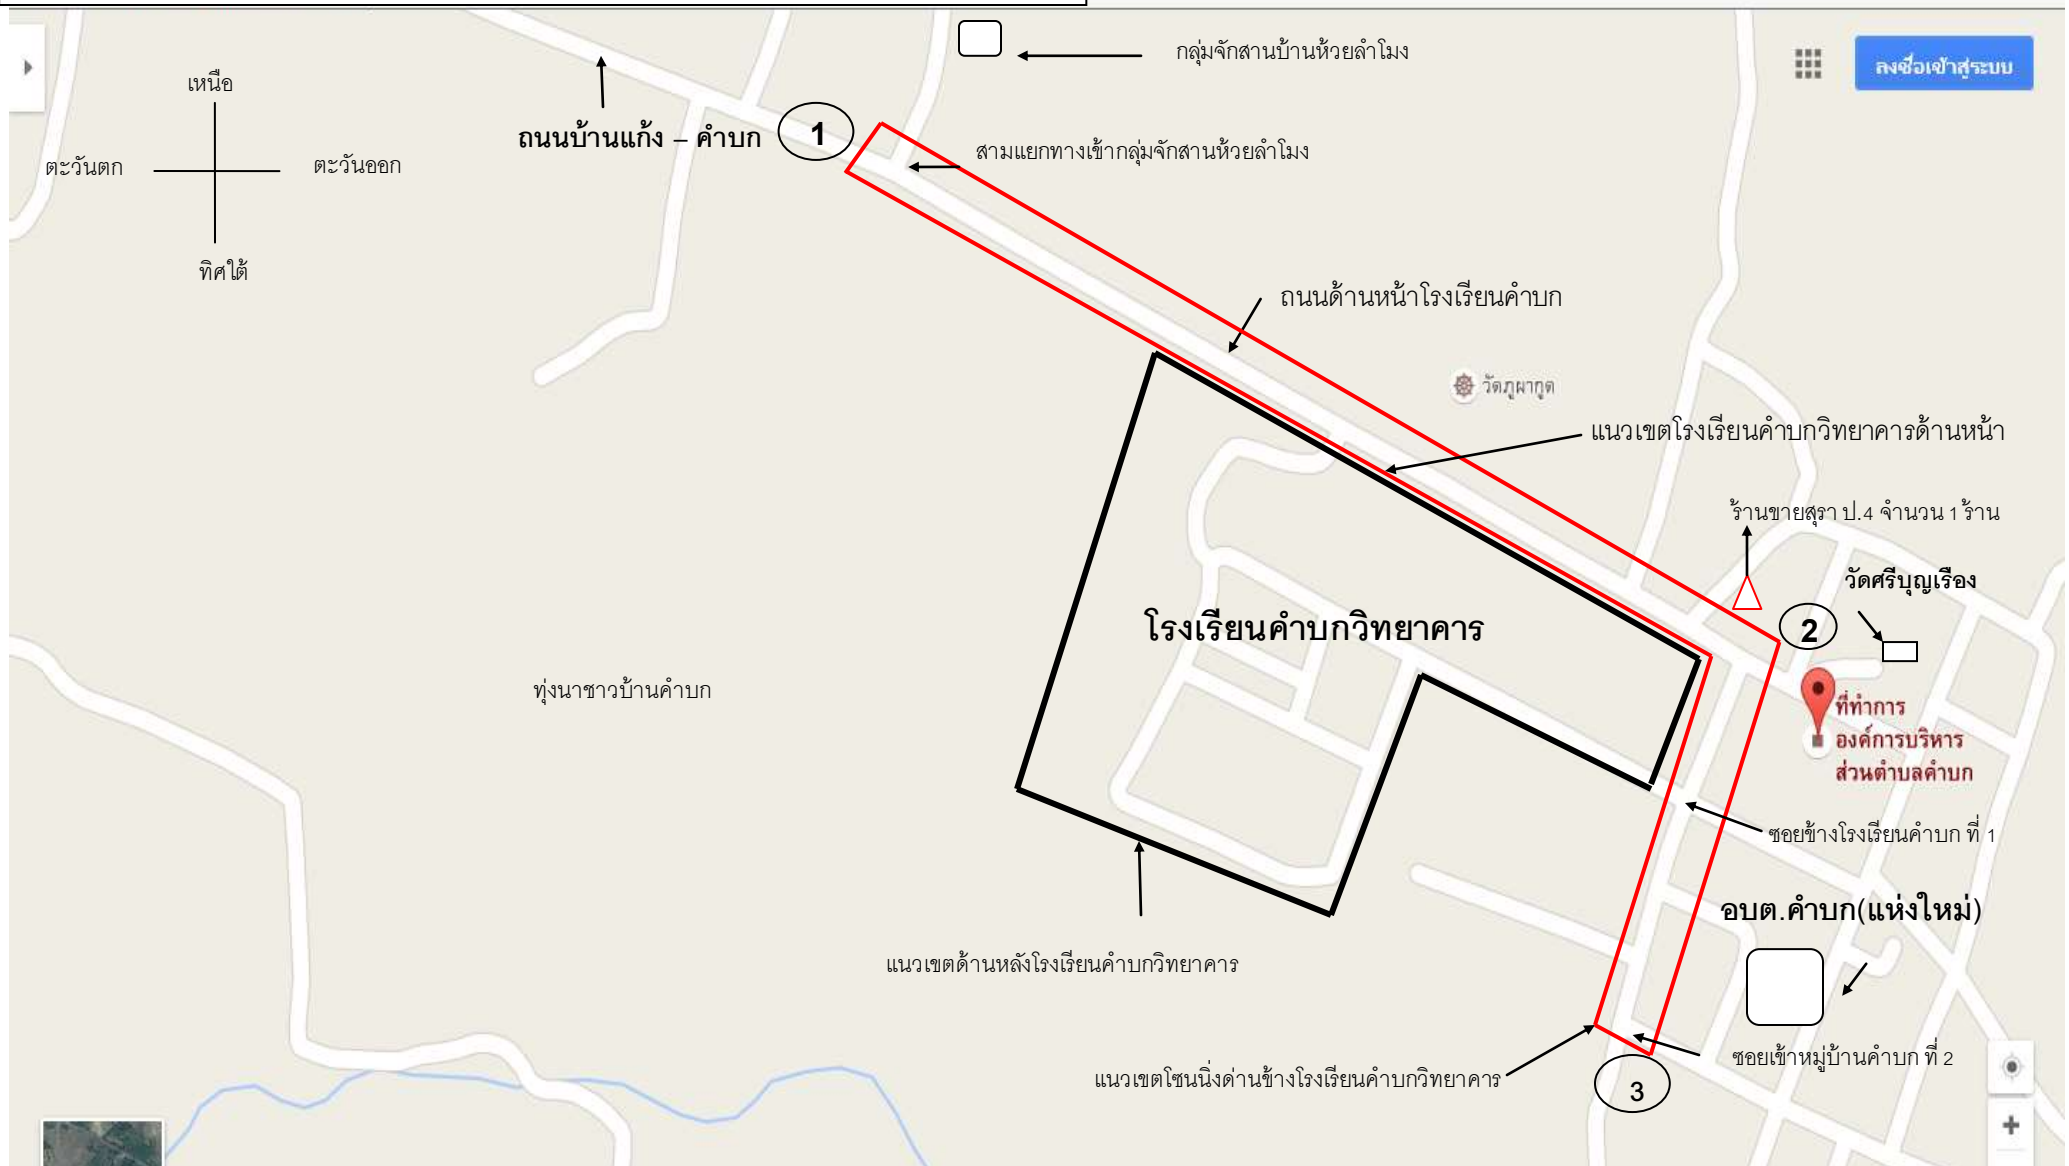 กลุ่มจักสานบ้านห้วยลำโมง
ลงชื่อเข้าสู่ระบบ
เหนือ
ถนนบ้านแก้ง – คำบก
1
สามแยกทางเข้ากลุ่มจักสานห้วยลำโมง
ตะวันตก
ตะวันออก
ทิศใต้
ถนนด้านหน้าโรงเรียนคำบก
วัดภูผากูต
แนวเขตโรงเรียนคำบกวิทยาคารด้านหน้า
ร้านขายสุรา ป.4 จำนวน 1 ร้าน
วัดศรีบุญเรือง
โรงเรียนคำบกวิทยาคาร
2
ทุ่งนาชาวบ้านคำบก
ที่ทำการ
องค์การบริหาร
ส่วนตำบลคำบก
ซอยข้างโรงเรียนคำบก ที่ 1
อบต.คำบก(แห่งใหม่)
แนวเขตด้านหลังโรงเรียนคำบกวิทยาคาร
ซอยเข้าหมู่บ้านคำบก ที่ 2
แนวเขตโซนนิ่งด่านข้างโรงเรียนคำบกวิทยาคาร
3